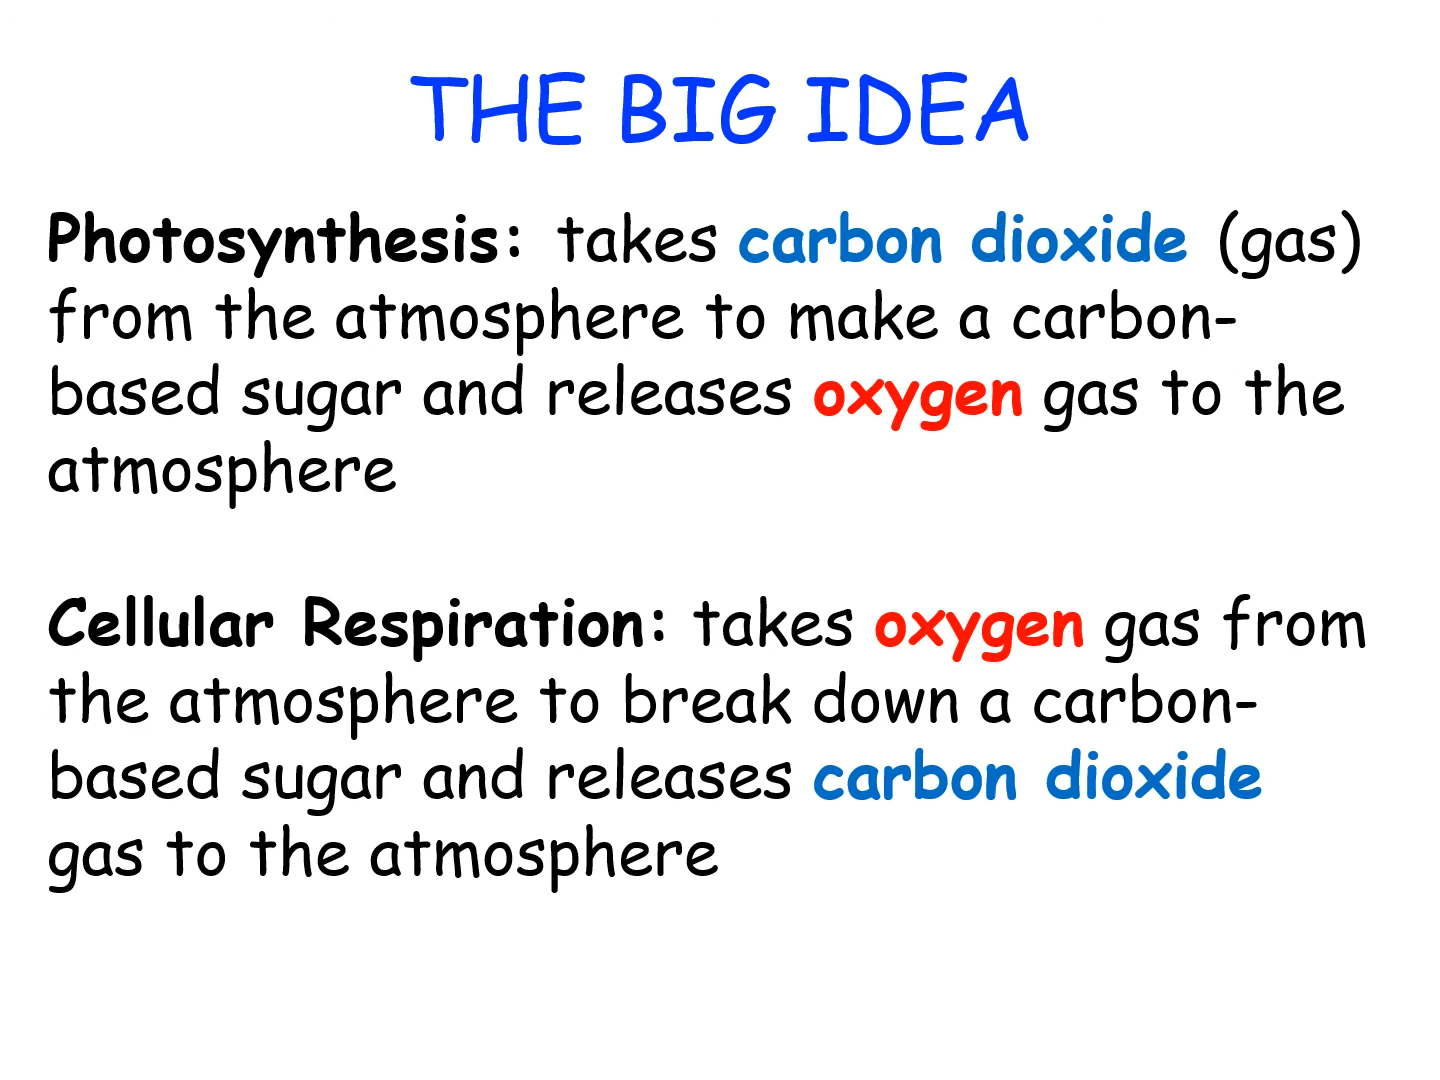 THE BIG IDEA
Photosynthesis: takes carbon dioxide (gas)
from the atmosphere to make a carbon-
based sugar and releases oxygen gas to the
atmosphere
Cellular Respiration: takes oxygen gas from
the atmosphere to break down a carbon-
based sugar and releases carbon dioxide
gas to the atmosphere